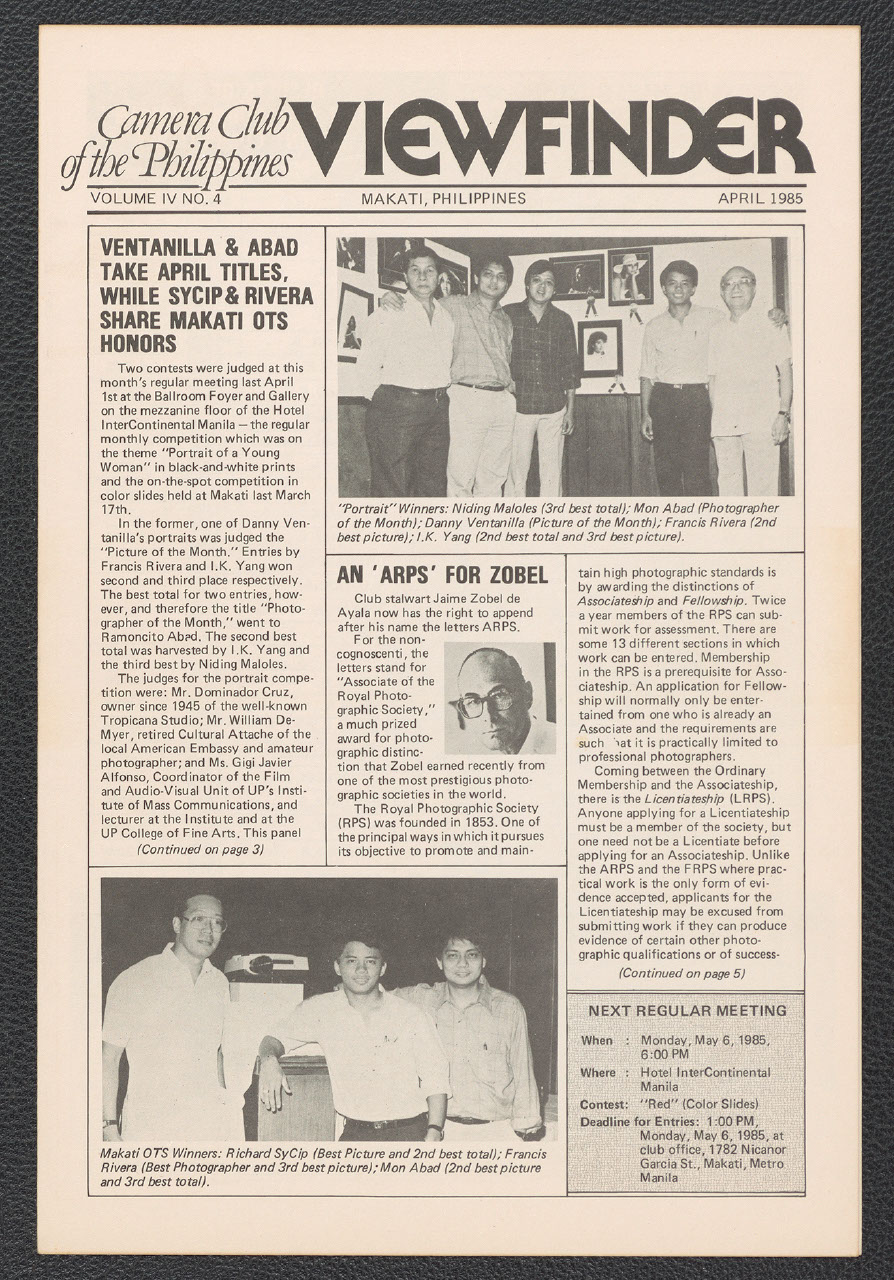 Camera Club
of the Philippines
VIEWFINDER
VOLUME IV NO. 4
MAKATI, PHILIPPINES
APRIL 1985
VENTANILLA & ABAD
TAKE APRIL TITLES,
WHILE SYCIP & RIVERA
SHARE MAKATI OTS
HONORS
Two contests were judged at this
month's regular meeting last April
1st at the Ballroom Foyer and Gallery
on the mezzanine floor of the Hotel
InterContinental Manila — the regular
monthly competition which was on
the theme "Portrait of a Young
Woman" in black-and-white prints
and the on-the-spot competition in
color slides held at Makati last March
17th.
In the former, one of Danny Ven-
tanilla's portraits was judged the
"Picture of the Month." Entries by
Francis Rivera and I.K. Yang won
second and third place respectively.
The best total for two entries, how-
ever, and therefore the title "Photo-
grapher of the Month," went to
Ramoncito Abad. The second best
total was harvested by I.K. Yang and
the third best by Niding Maloles.
The judges for the portrait compe-
tition were: Mr. Dominador Cruz,
owner since 1945 of the well-known
Tropicana Studio; Mr. William De-
Myer, retired Cultural Attache of the
local American Embassy and amateur
photographer; and Ms. Gigi Javier
Alfonso, Coordinator of the Film
and Audio-Visual Unit of UP's Insti-
tute of Mass Communications, and
lecturer at the Institute and at the
UP College of Fine Arts. This panel
(Continued on page 3)
"Portrait" Winners: Niding Maloles (3rd best total); Mon Abad (Photographer
of the Month); Danny Ventanilla (Picture of the Month); Francis Rivera (2nd
best picture); I.K. Yang (2nd best total and 3rd best picture).
AN 'ARPS' FOR ZOBEL
Club stalwart Jaime Zobel de
Ayala now has the right to append
after his name the letters ARPS.
For the non-
cognoscenti, the
letters stand for
"Associate of the
Royal Photo-
graphic Society,"
a much prized
award for photo-
graphic distinc-
tion that Zobel earned recently from
one of the most prestigious photo-
graphic societies in the world.
The Royal Photographic Society
(RPS) was founded in 1853. One of
the principal ways in which it pursues
its objective to promote and main-
tain high photographic standards is
by awarding the distinctions of
Associateship and Fellowship. Twice
a year members of the RPS can sub-
mit work for assessment. There are
some 13 different sections in which
work can be entered. Membership
in the RPS is a prerequisite for Asso-
ciateship. An application for Fellow-
ship will normally only be enter-
tained from one who is already an
Associate and the requirements are
such hat it is practically limited to
professional photographers.
Coming between the Ordinary
Membership and the Associateship,
there is the Licentiateship (LRPS).
Anyone applying for a Licentiateship
must be a member of the society, but
one need not be a Licentiate before
applying for an Associateship. Unlike
the ARPS and the FRPS where prac-
tical work is the only form of evi-
dence accepted, applicants for the
Licentiateship may be excused from
submitting work if they can produce
evidence of certain other photo-
graphic qualifications or of success-
(Continued on page 5)
Makati OTS Winners: Richard SyCip (Best Picture and 2nd best total); Francis
Rivera (Best Photographer and 3rd best picture); Mon Abad (2nd best picture
and 3rd best total).
NEXT REGULAR MEETING
When : Monday, May 6, 1985,
6:00 PM
Where : Hotel InterContinental
Manila
Contest: "Red" (Color Slides)
Deadline for Entries: 1:00 PM,
Monday, May 6, 1985, at
club office, 1782 Nicanor
Garcia St., Makati, Metro
Manila